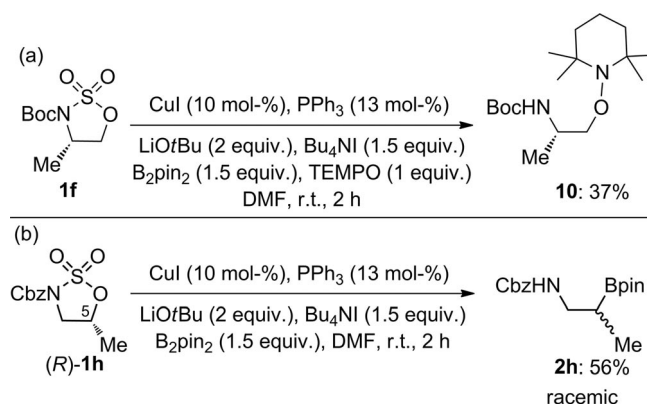 (a)
O O
S
BocN O
Me
1f
CuI (10 mol-%), PPh3 (13 mol-%)
LiOtBu (2 equiv.), Bu4NI (1.5 equiv.)
B2pin2 (1.5 equiv.), TEMPO (1 equiv.)
DMF, r.t., 2 h
N
BocHN O
Me
10: 37%
(b)
O O
S
CbzN O
5
Me
(R)-1h
CuI (10 mol-%), PPh3 (13 mol-%)
LiOtBu (2 equiv.), Bu4NI (1.5 equiv.)
B2pin2 (1.5 equiv.), DMF, r.t., 2 h
CbzHN Bpin
Me
2h: 56%
racemic